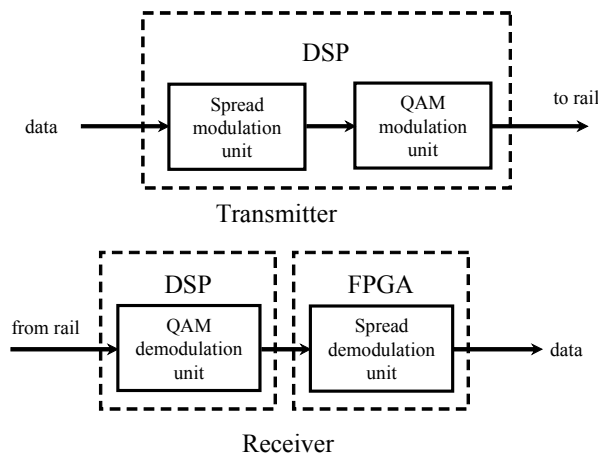 DSP
data
Spread
modulation
unit
QAM
modulation
unit
to rail
Transmitter
DSP
FPGA
from rail
QAM
demodulation
unit
Spread
demodulation
unit
data
Receiver